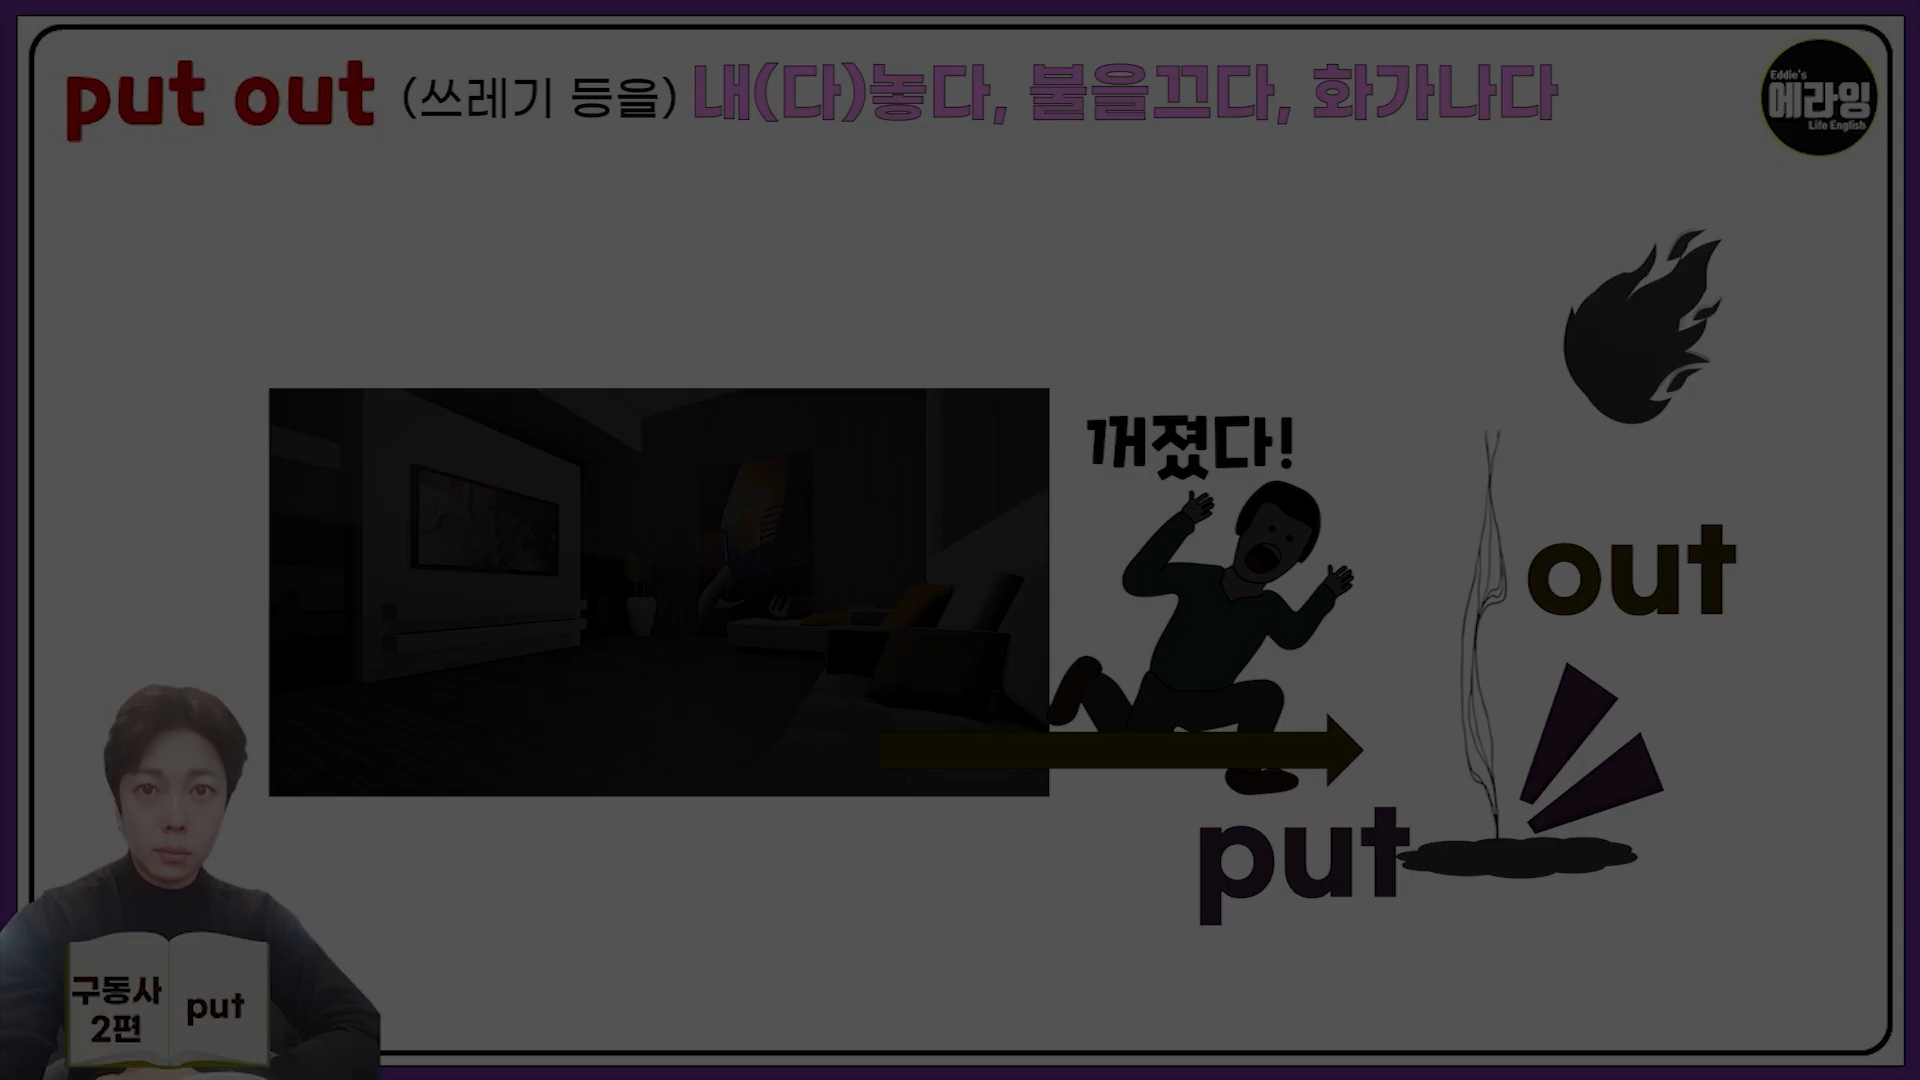 put out (쓰레기 등을) 내(다)놓다, 불을끄다, 화가나다
Eddie's
에라잉
Life English
꺼졌다!
out
put
구동사
2편
put